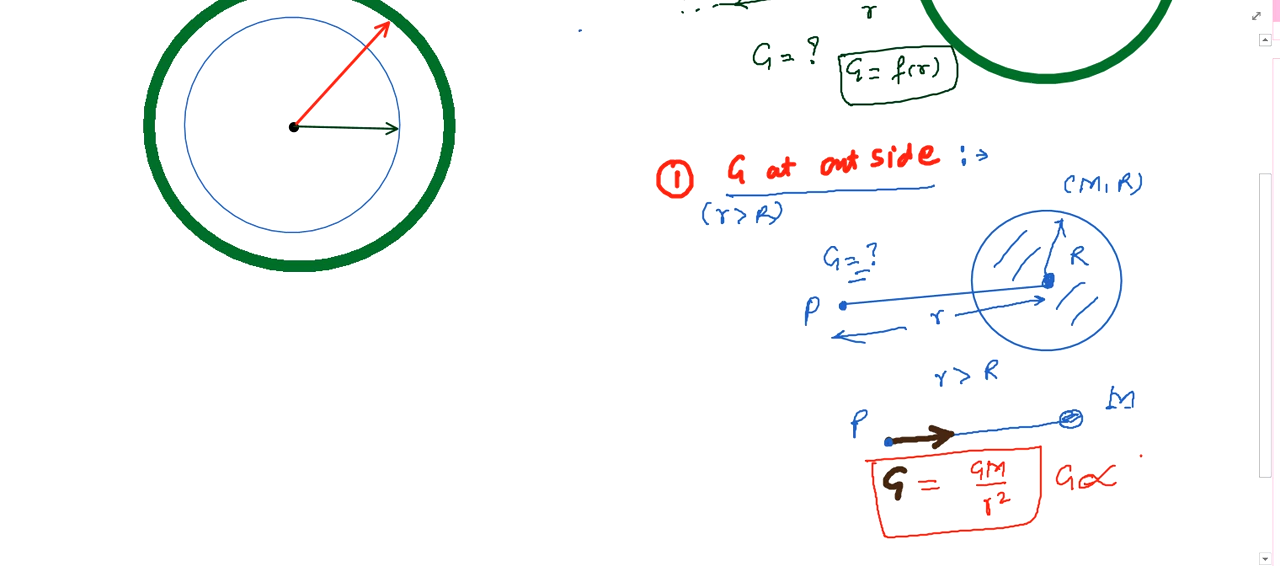 r
G = ?
G = f(r)
① G at out side :→
(r > R)
(M, R)
G = ?
R
P
r
r > R
P
M
G = GM/r²
G ∝